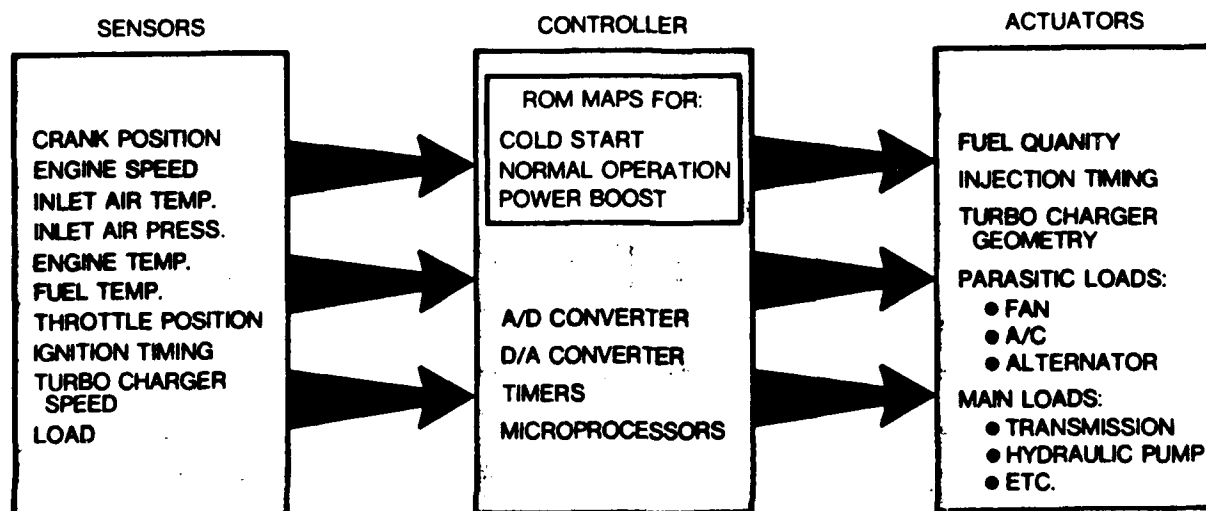 SENSORS
CRANK POSITION
ENGINE SPEED
INLET AIR TEMP.
INLET AIR PRESS.
ENGINE TEMP.
FUEL TEMP.
THROTTLE POSITION
IGNITION TIMING
TURBO CHARGER
SPEED
LOAD
CONTROLLER
ROM MAPS FOR:
COLD START
NORMAL OPERATION
POWER BOOST
A/D CONVERTER
D/A CONVERTER
TIMERS
MICROPROCESSORS
ACTUATORS
FUEL QUANITY
INJECTION TIMING
TURBO CHARGER
GEOMETRY
PARASITIC LOADS:
● FAN
● A/C
● ALTERNATOR
MAIN LOADS:
● TRANSMISSION
● HYDRAULIC PUMP
● ETC.